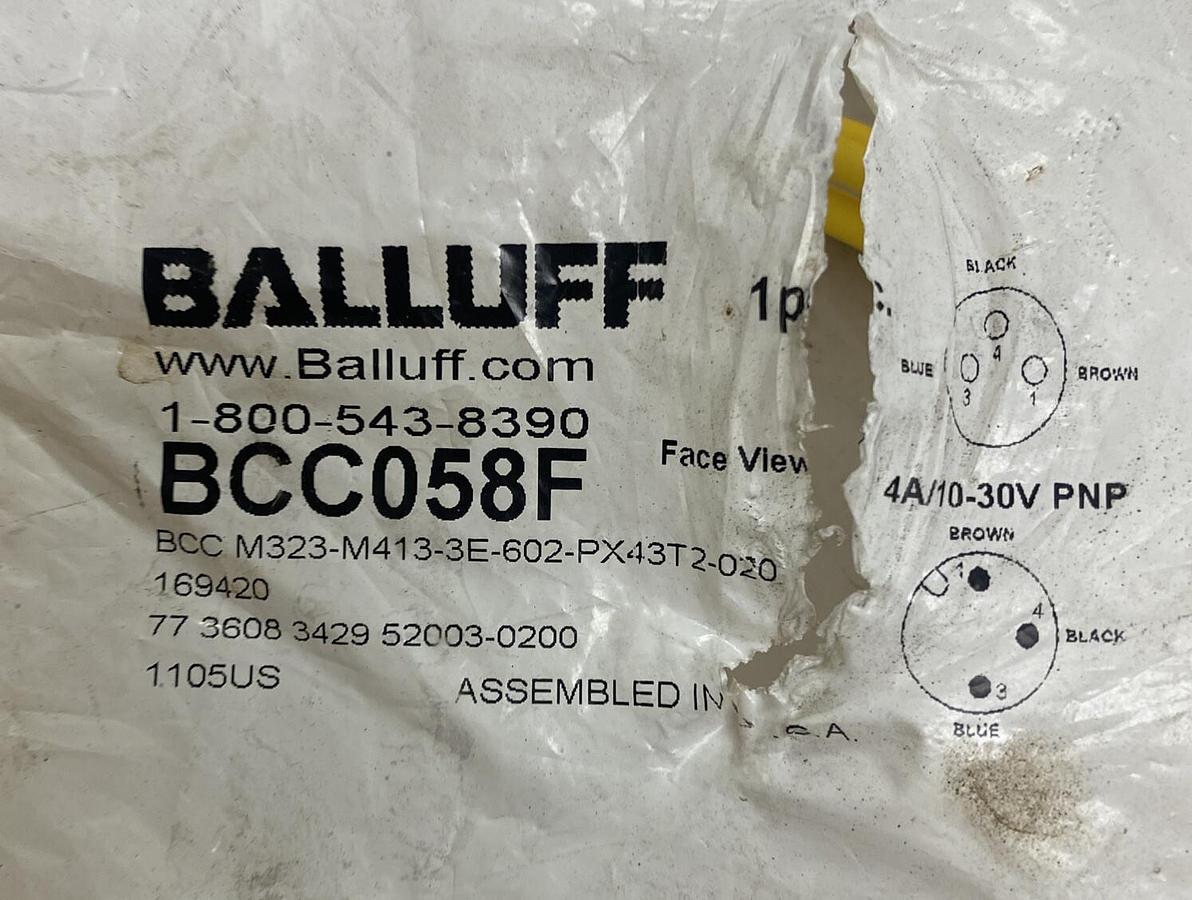 BALLUFF
www.Balluff.com
1-800-543-8390
BCC058F
BCC M323-M413-3E-602-PX43T2-020
169420
77 3608 3429 52003-0200
1105US
ASSEMBLED IN
Face View
BLACK
4
BLUE
3
BROWN
1
4A/10-30V PNP
BROWN
1
4
BLACK
3
BLUE